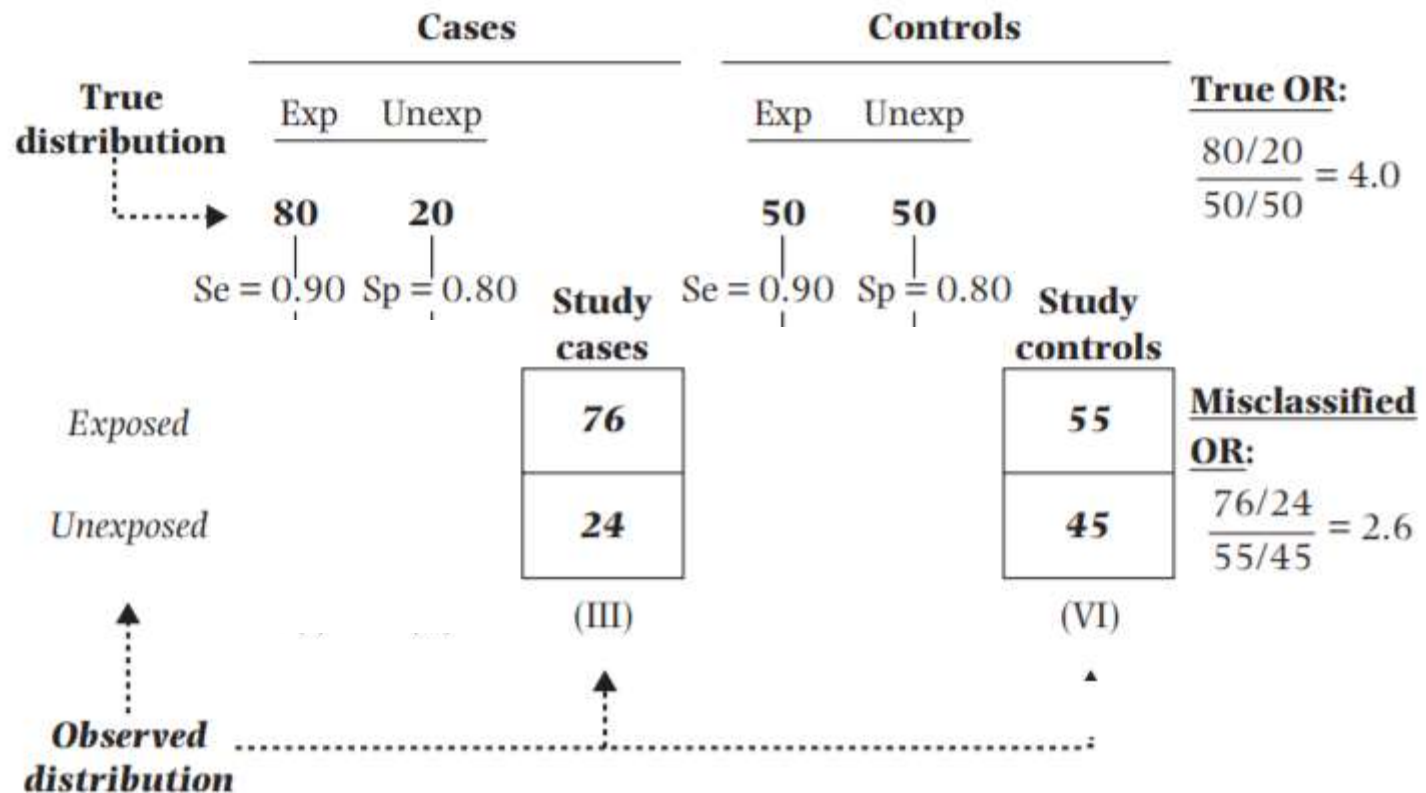 Cases Controls
True distribution
Exp Unexp Exp Unexp
True OR:
80/20
50/50
= 4.0
80 20 50 50
Se = 0.90 Sp = 0.80 Se = 0.90 Sp = 0.80
Study cases
Study controls
Exposed 76 55
Unexposed 24 45
Misclassified
OR:
76/24
55/45
= 2.6
(III) (VI)
Observed
distribution